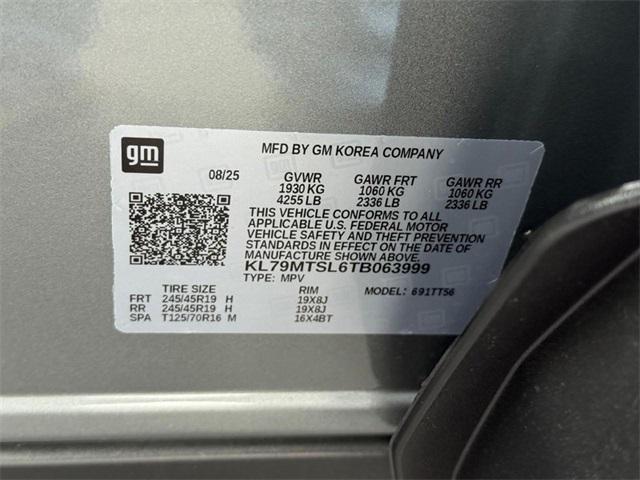 gm
MFD BY GM KOREA COMPANY
08/25 GVWR GAWR FRT GAWR RR
1930 KG 1060 KG 1060 KG
4255 LB 2336 LB 2336 LB
THIS VEHICLE CONFORMS TO ALL
APPLICABLE U.S. FEDERAL MOTOR
VEHICLE SAFETY AND THEFT PREVENTION
STANDARDS IN EFFECT ON THE DATE OF
MANUFACTURE SHOWN ABOVE.
KL79MTSL6TB063999
TYPE: MPV
TIRE SIZE RIM MODEL: 691TT56
FRT 245/45R19 H 19X8J
RR 245/45R19 H 19X8J
SPA T125/70R16 M 16X4BT